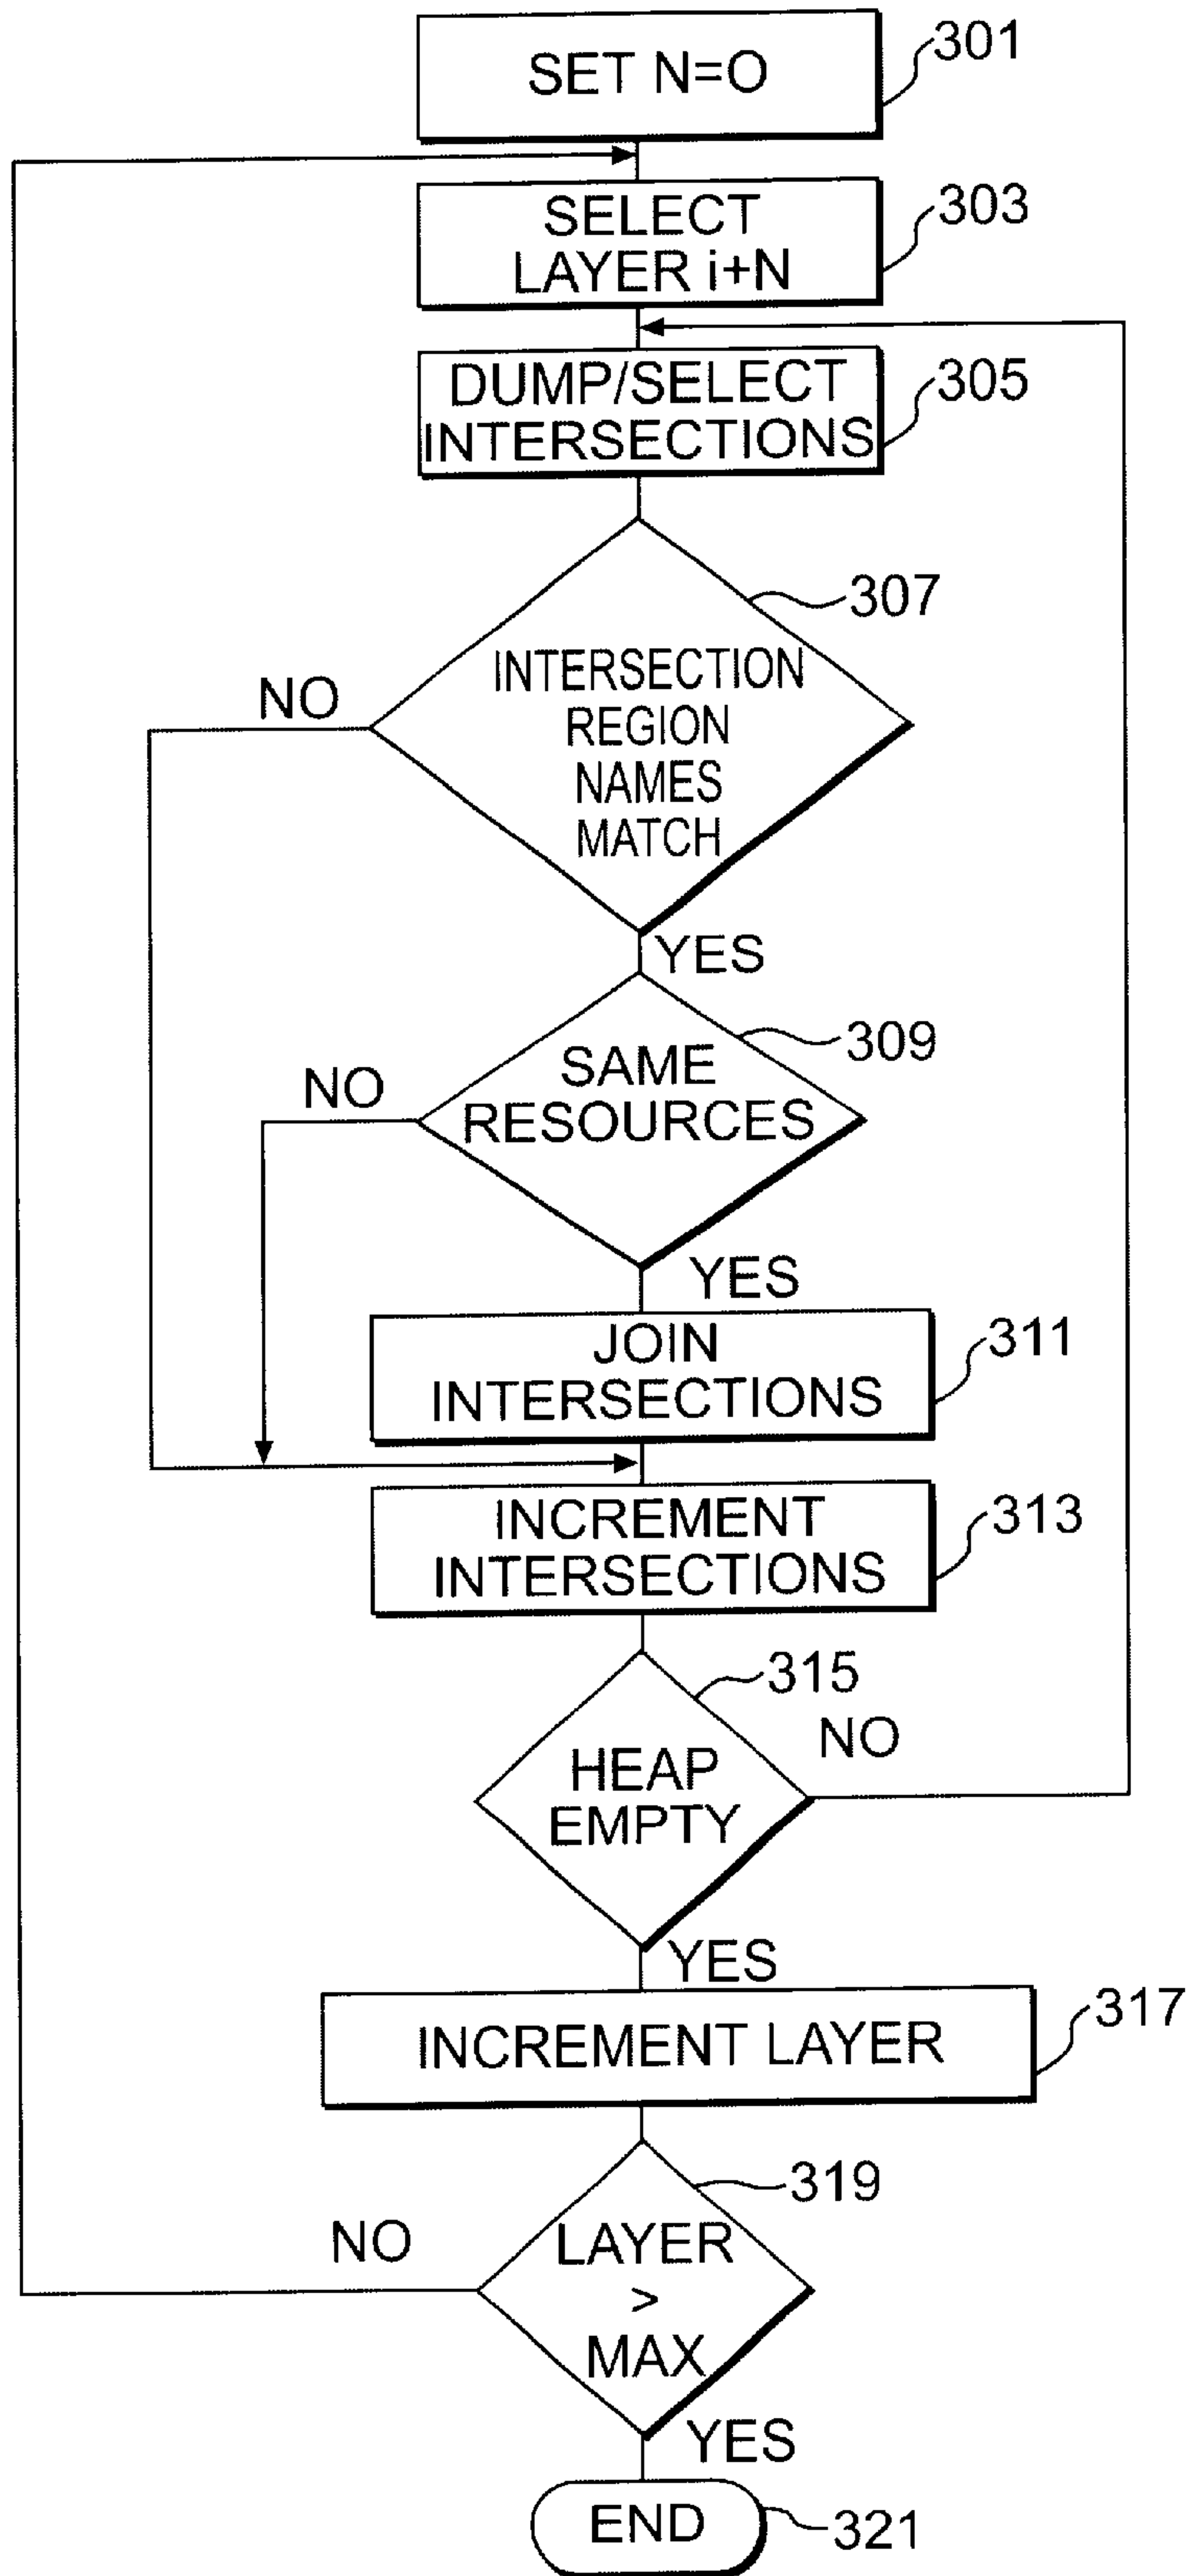 SET N=O
301
SELECT
LAYER i+N
303
DUMP/SELECT
INTERSECTIONS
305
307
INTERSECTION
REGION
NAMES
MATCH
NO
YES
309
SAME
RESOURCES
NO
YES
JOIN
INTERSECTIONS
311
INCREMENT
INTERSECTIONS
313
315
HEAP
EMPTY
NO
YES
INCREMENT LAYER
317
319
LAYER
>
MAX
NO
YES
END
321